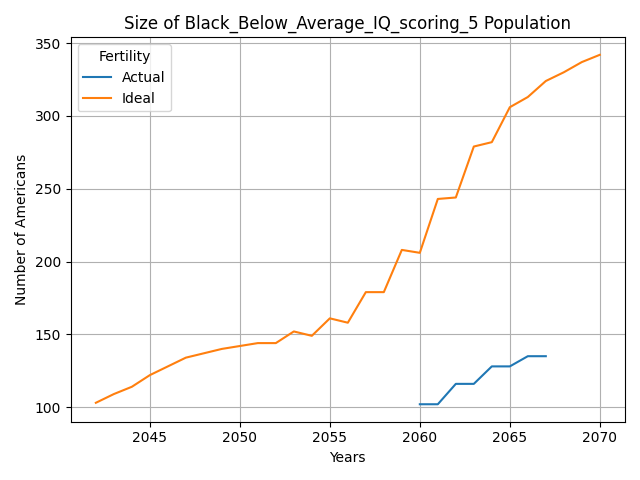 Size of Black_Below_Average_IQ_scoring_5 Population
Fertility
Actual
Ideal
Number of Americans
350
300
250
200
150
100
2045
2050
2055
2060
2065
2070
Years